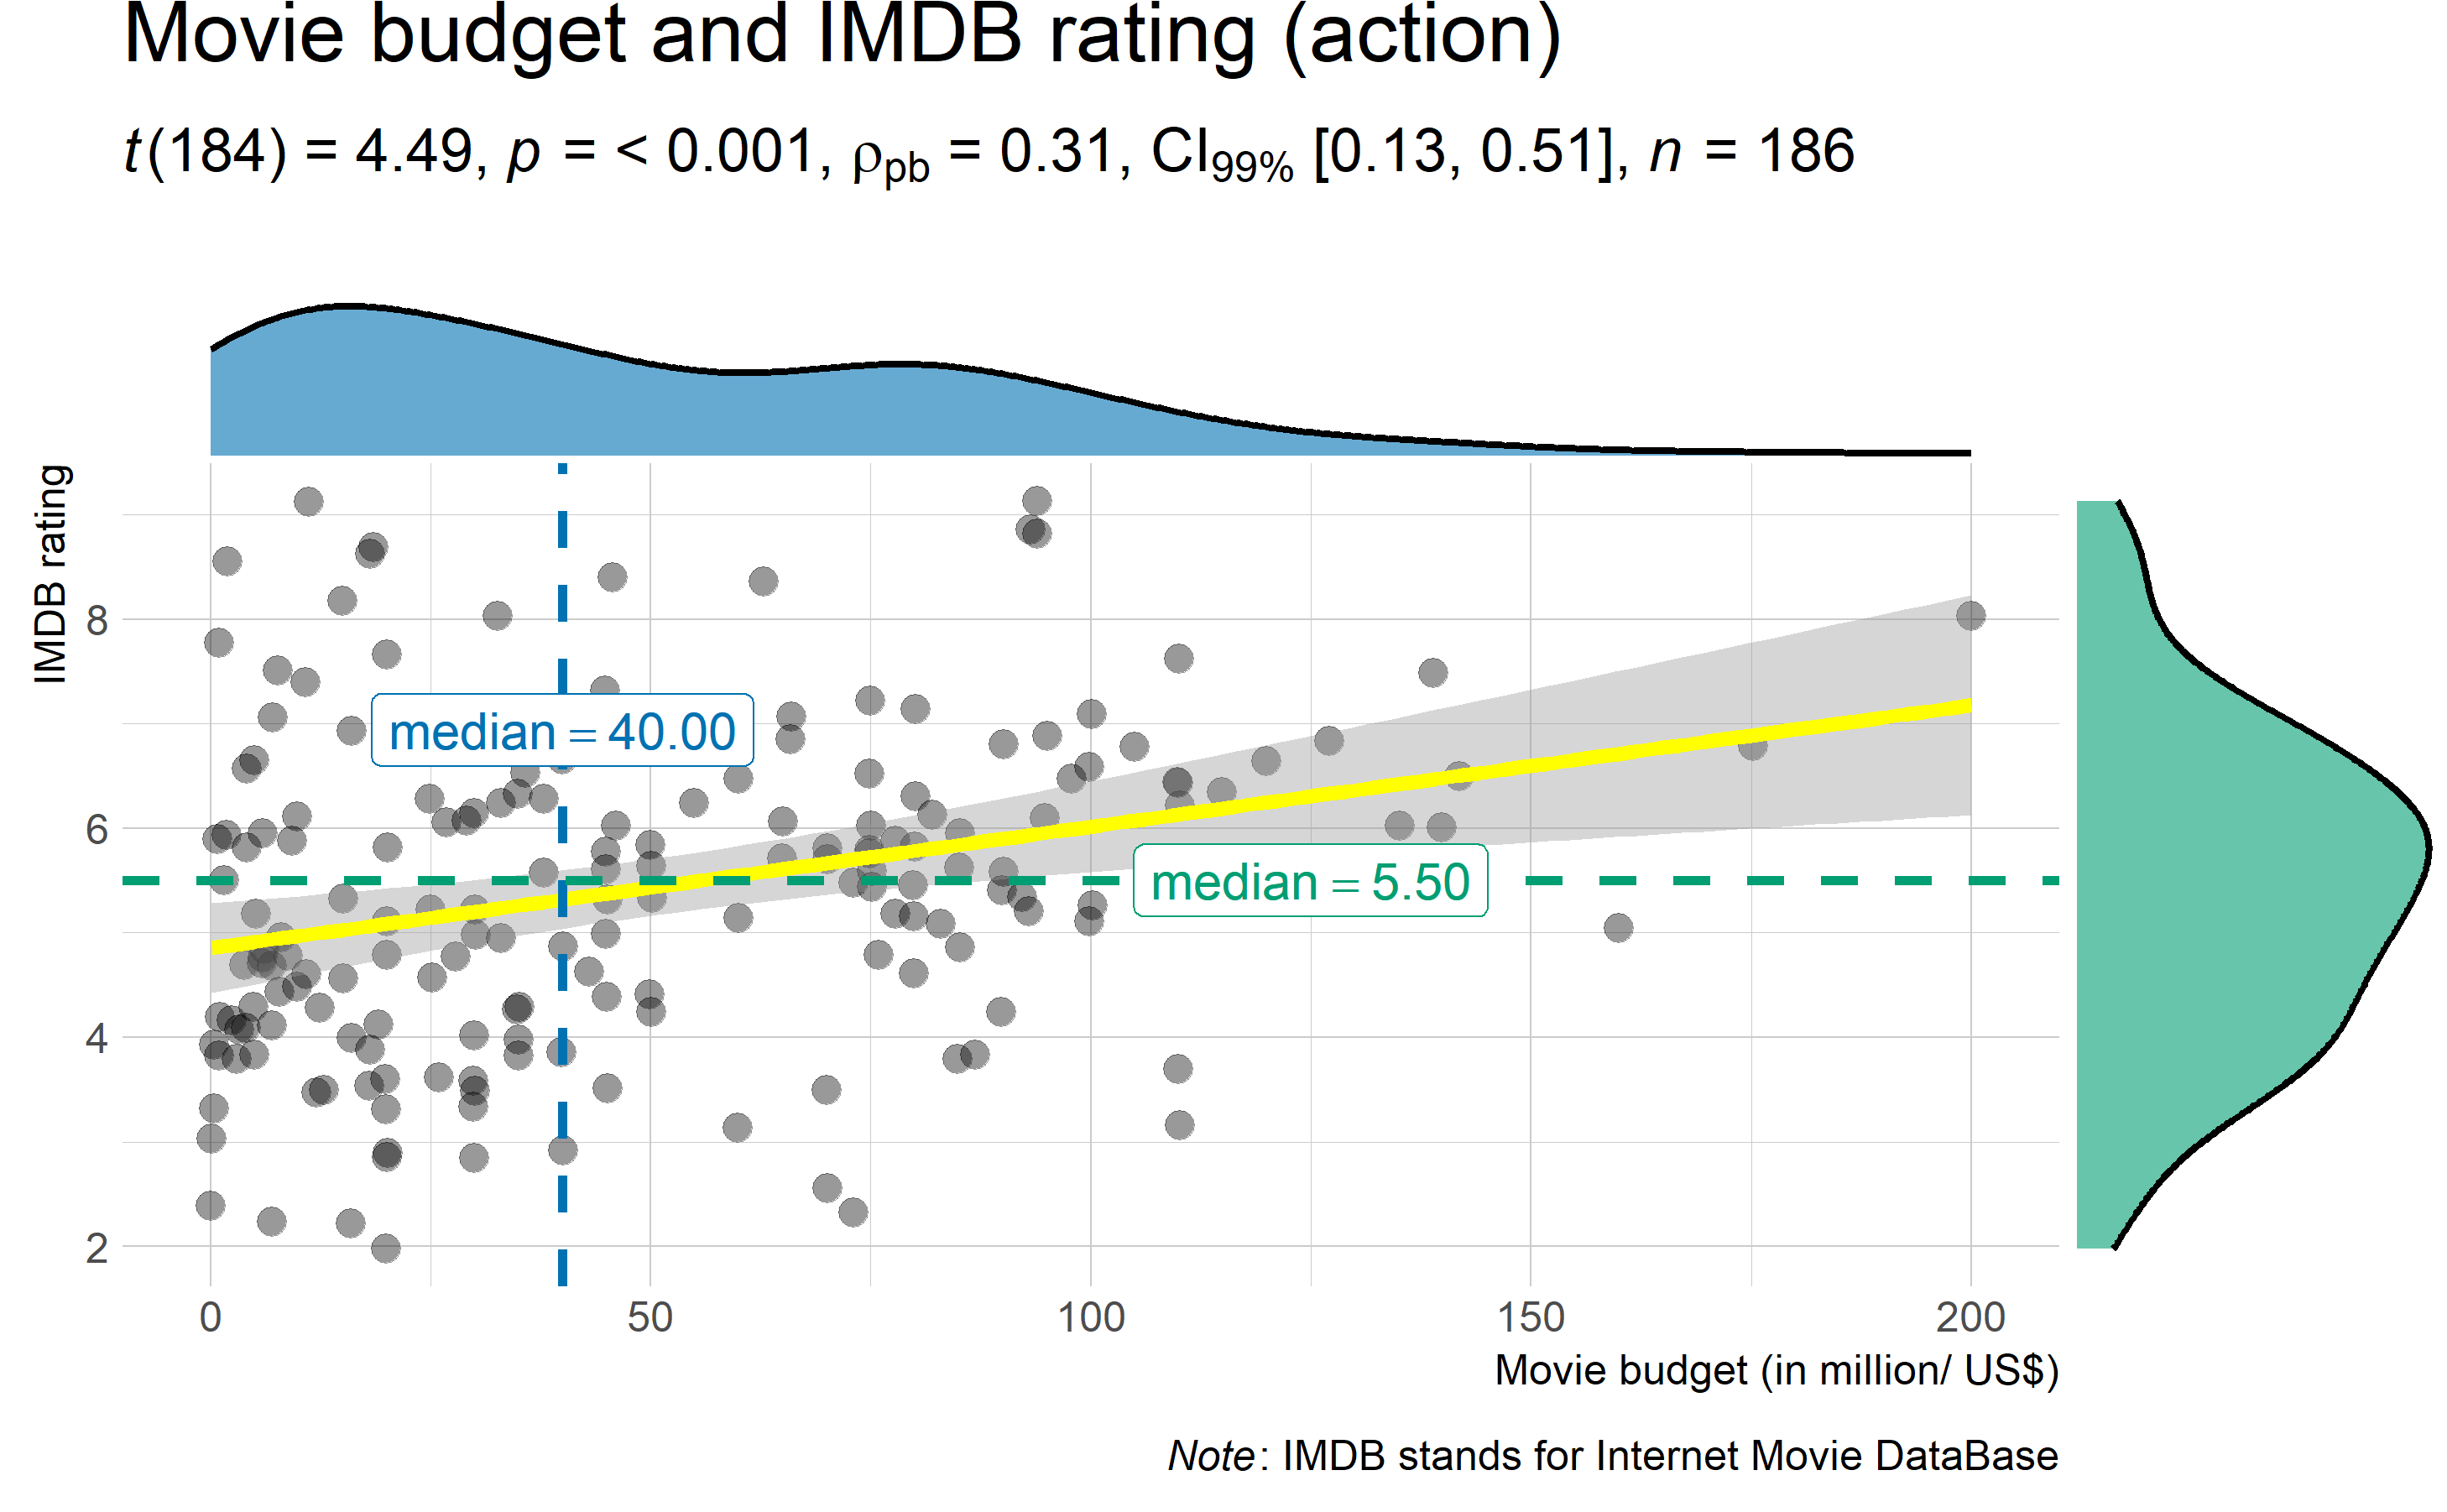 Movie budget and IMDB rating (action)
t(184) = 4.49, p = < 0.001, ρpb = 0.31, CI99% [0.13, 0.51], n = 186
IMDB rating
8
median = 40.00
6
median = 5.50
4
2
0 50 100 150 200
Movie budget (in million/ US$)
Note: IMDB stands for Internet Movie DataBase